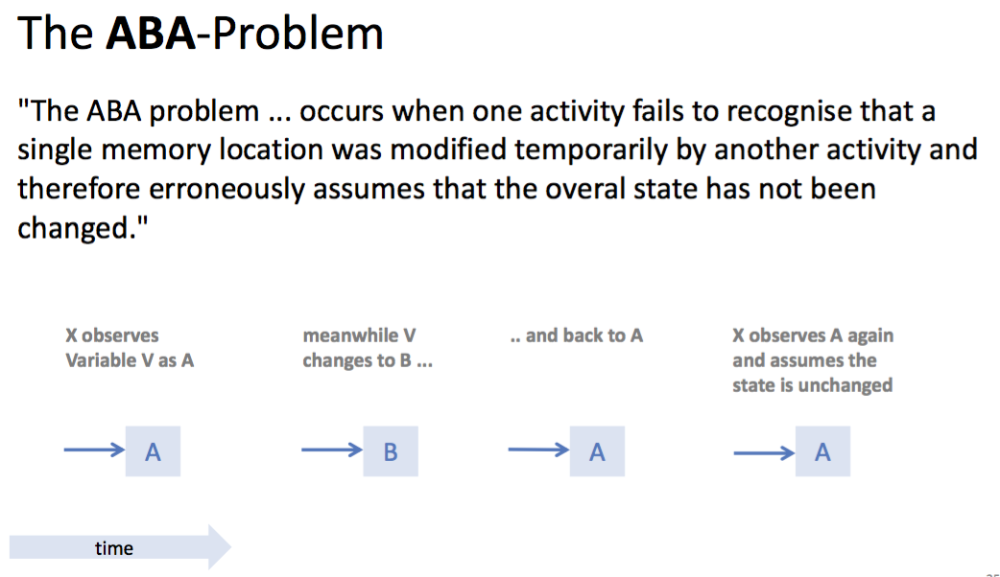 The ABA-Problem
"The ABA problem ... occurs when one activity fails to recognise that a
single memory location was modified temporarily by another activity and
therefore erroneously assumes that the overal state has not been
changed."
X observes
Variable V as A
meanwhile V
changes to B ...
.. and back to A
X observes A again
and assumes the
state is unchanged
A
B
A
A
time